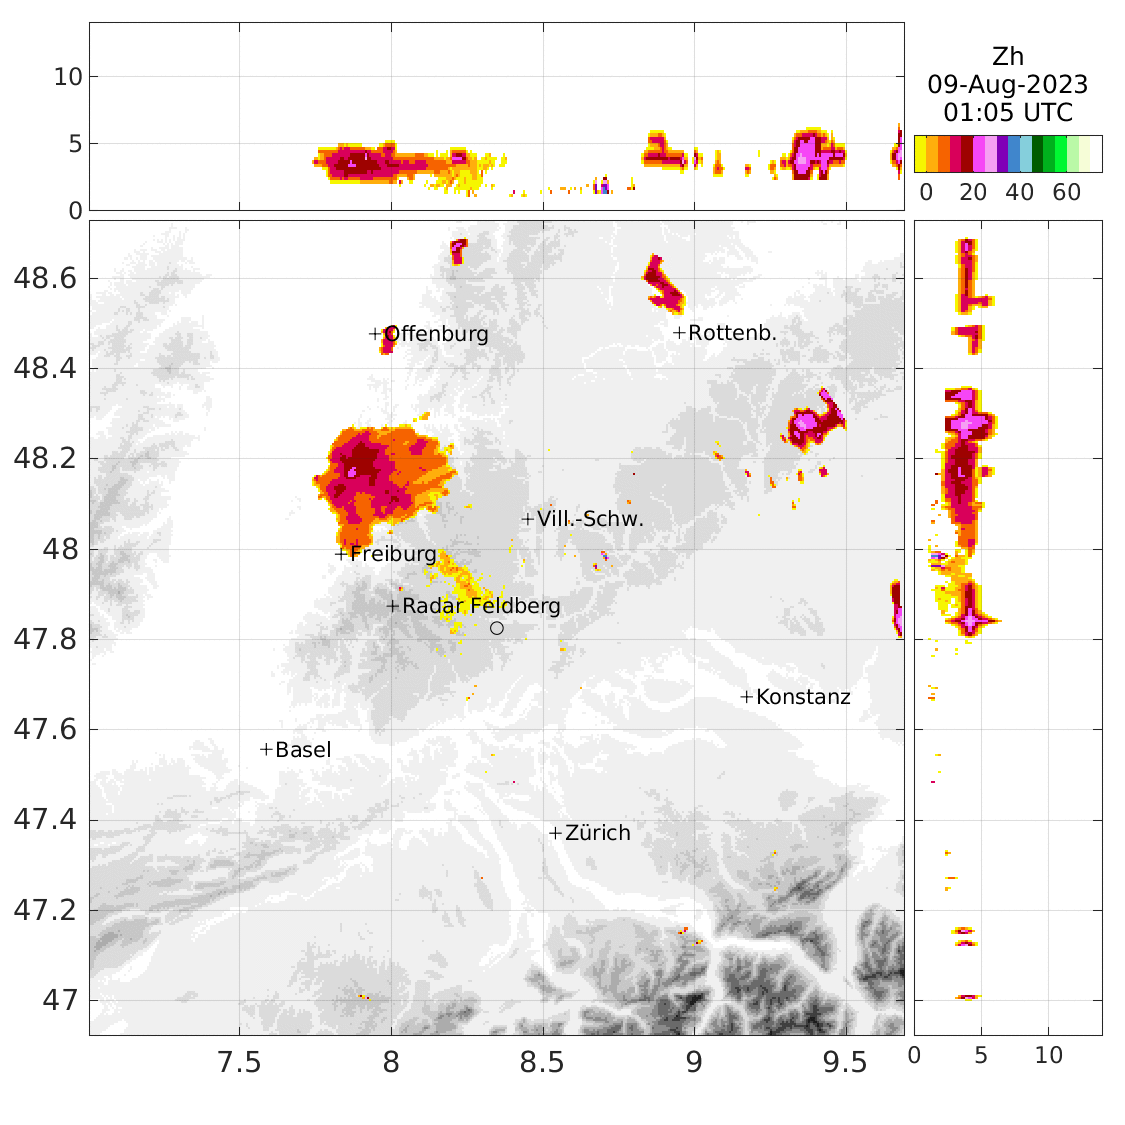 10
5
0
Zh
09-Aug-2023
01:05 UTC
0 20 40 60
48.6
48.4
48.2
48
47.8
47.6
47.4
47.2
47
Offenburg
Rottenb.
Vill.-Schw.
Freiburg
Radar Feldberg
Konstanz
Basel
Zürich
7.5 8 8.5 9 9.5
0 5 10